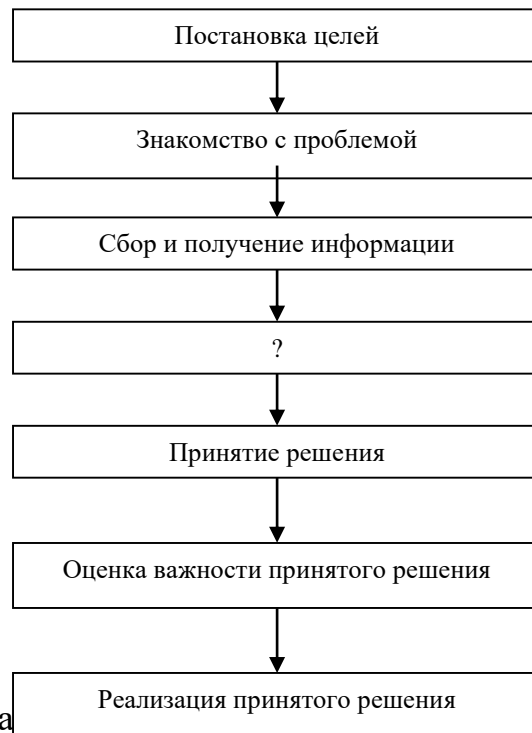 Постановка целей
Знакомство с проблемой
Сбор и получение информации
?
Принятие решения
Оценка важности принятого решения
Реализация принятого решения
а